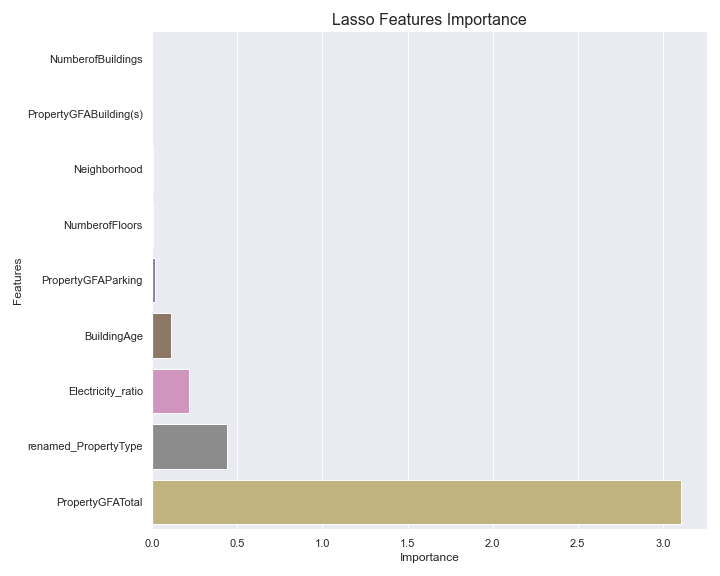 Lasso Features Importance
NumberofBuildings
PropertyGFABuilding(s)
Neighborhood
NumberofFloors
PropertyGFAParking
BuildingAge
Electricity_ratio
renamed_PropertyType
PropertyGFATotal
Features
0.0 0.5 1.0 1.5 2.0 2.5 3.0
Importance